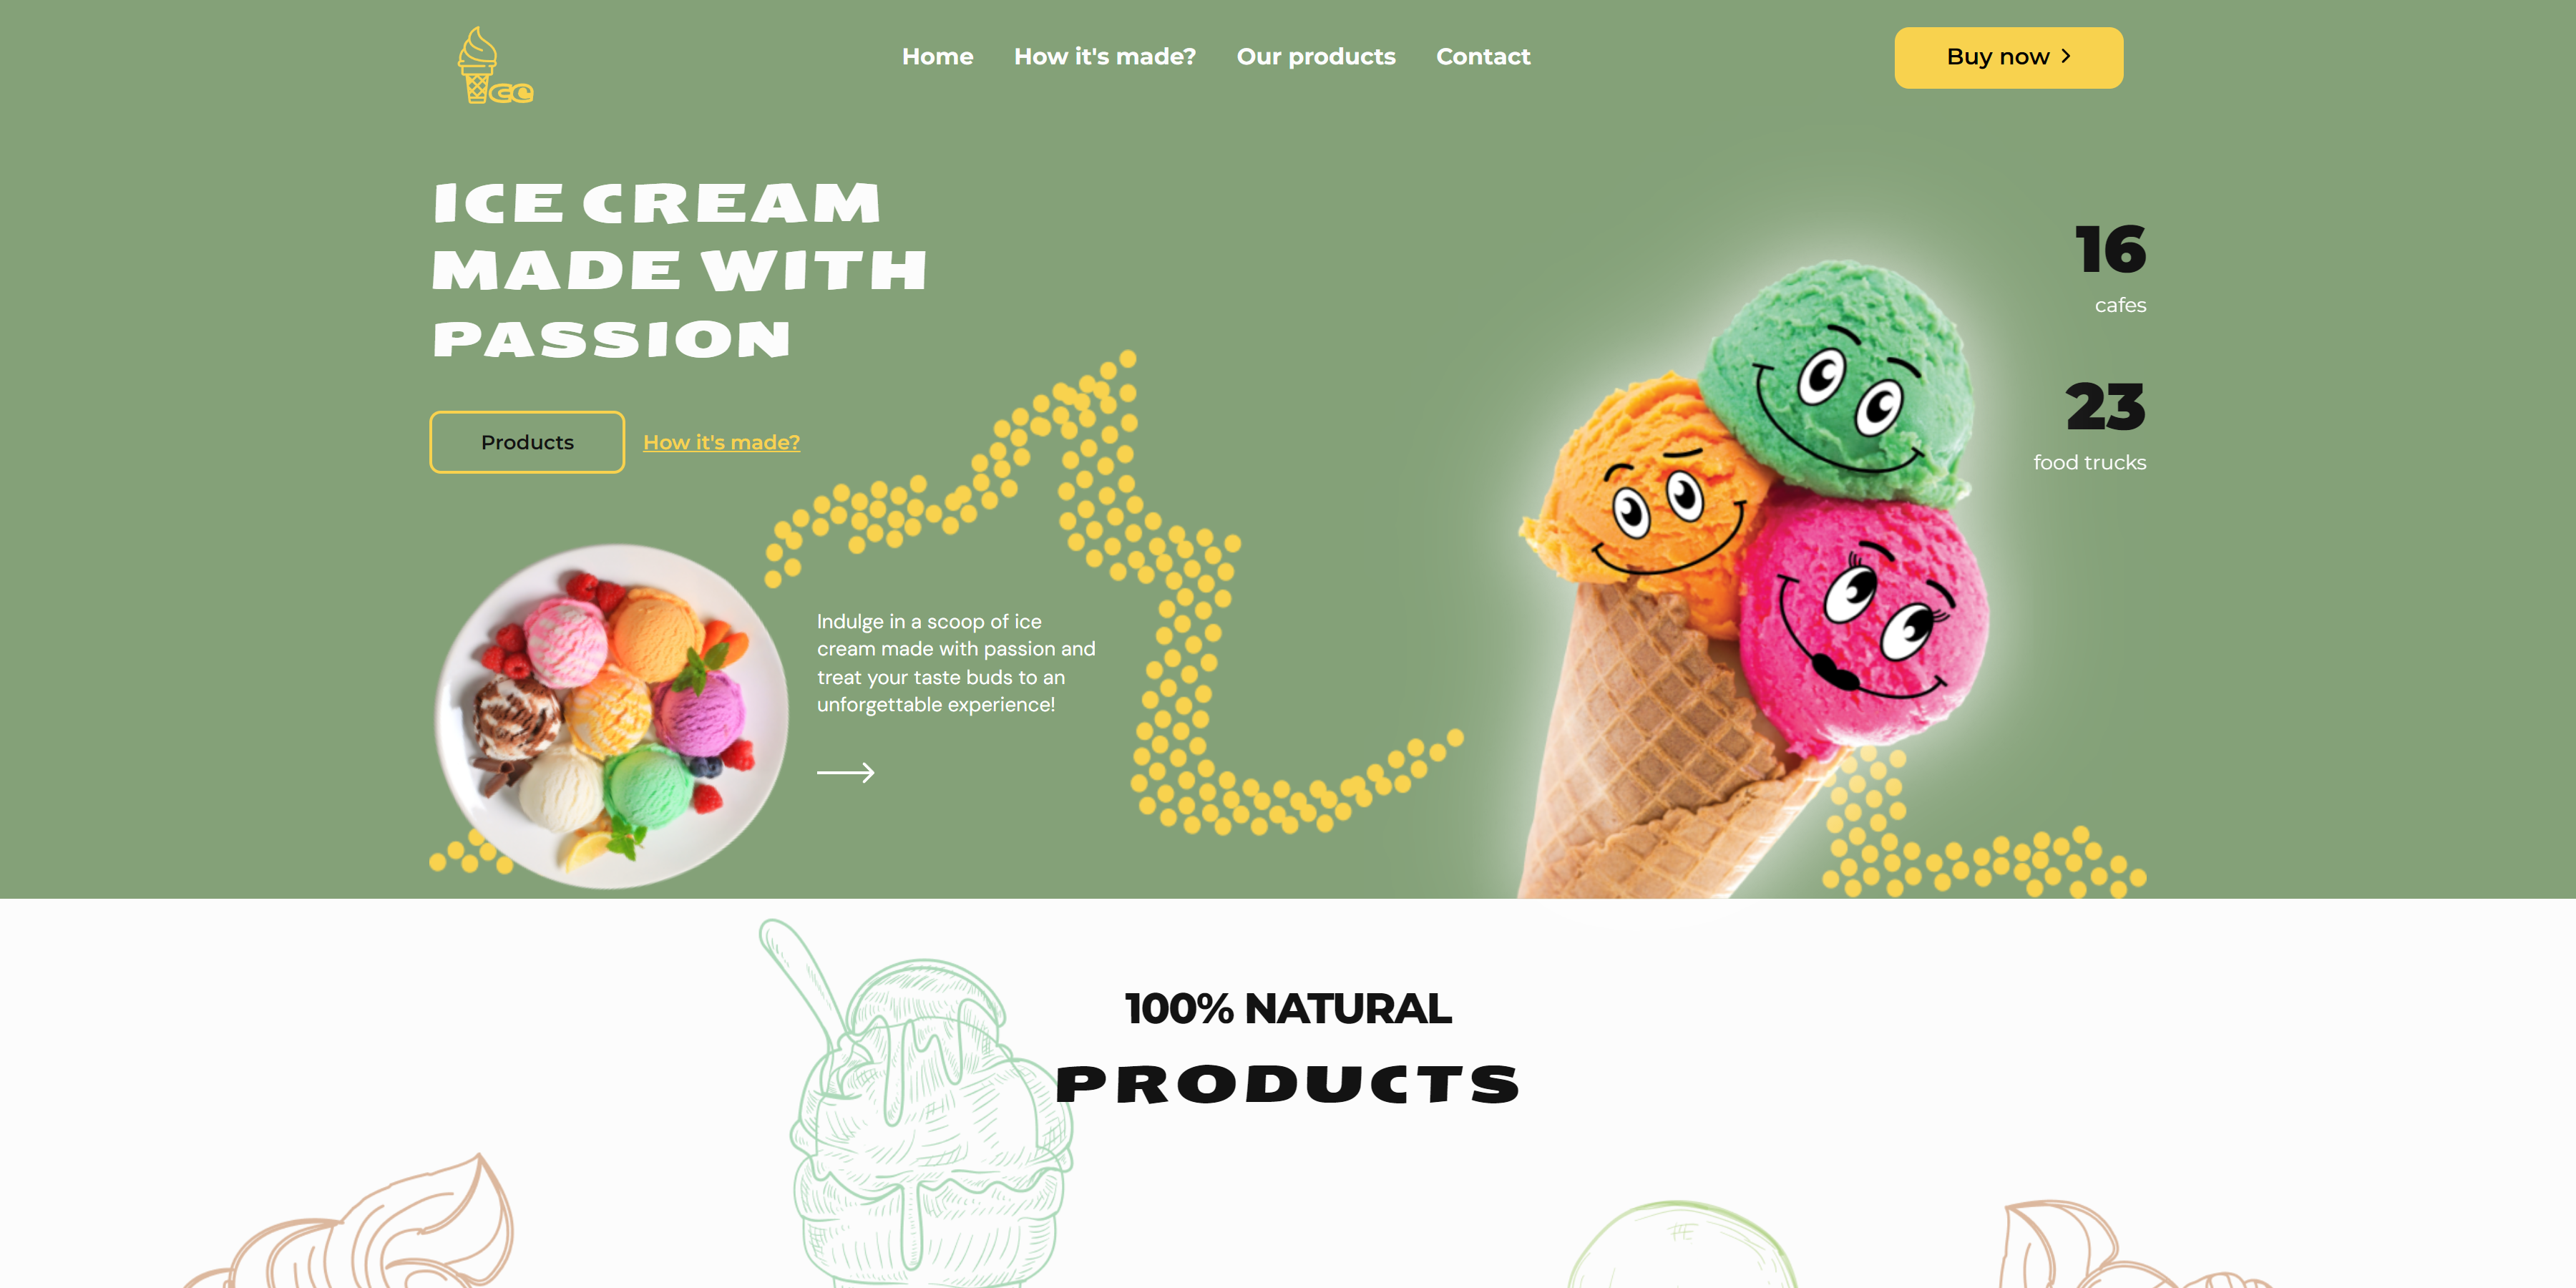 Home How it's made? Our products Contact Buy now
ICE CREAM
MADE WITH
PASSION
16
cafes
23
food trucks
Products How it's made?
Indulge in a scoop of ice
cream made with passion and
treat your taste buds to an
unforgettable experience!
100% NATURAL
PRODUCTS